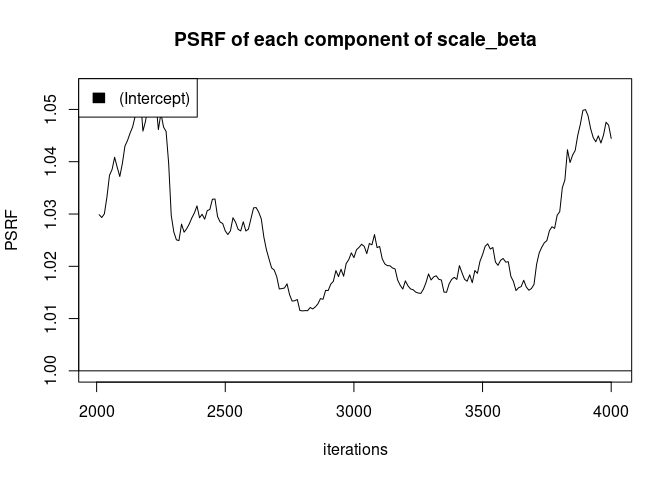 PSRF of each component of scale_beta
(Intercept)
PSRF
1.05
1.04
1.03
1.02
1.01
1.00
2000 2500 3000 3500 4000
iterations